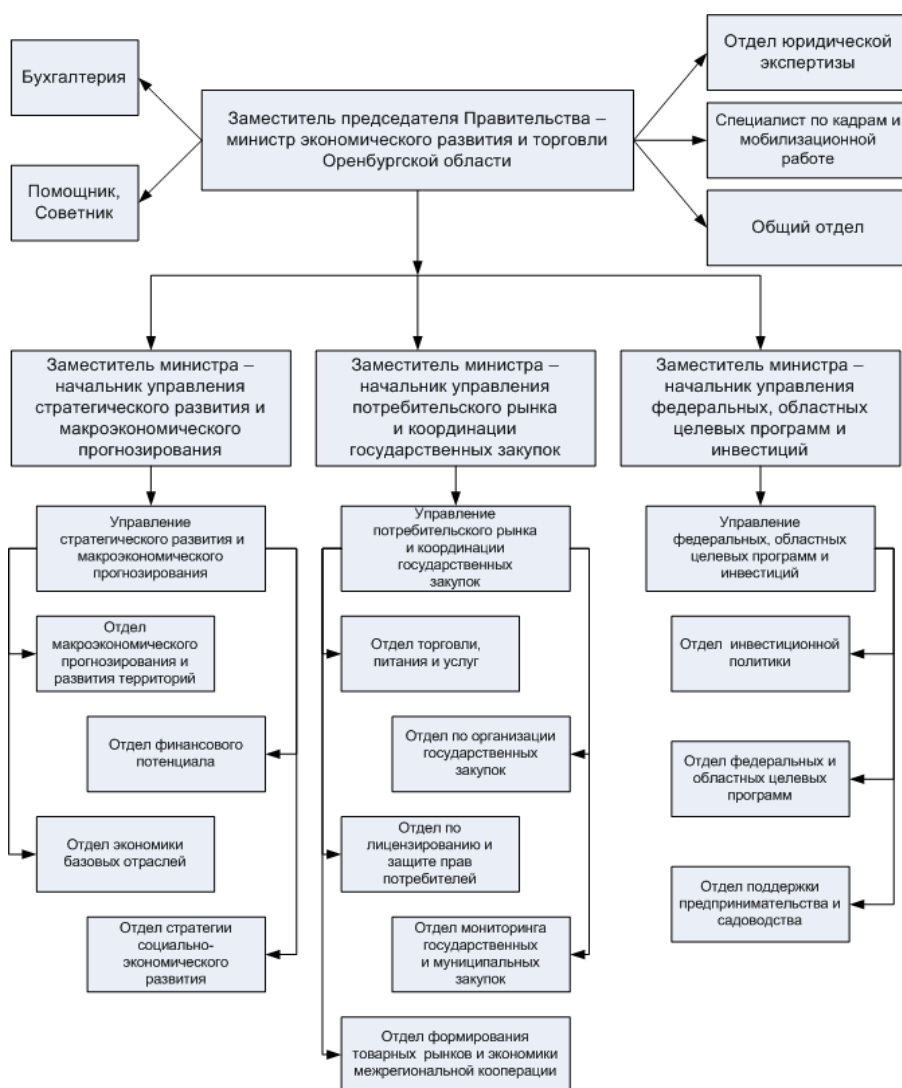 Бухгалтерия
Помощник,
Советник
Заместитель председателя Правительства –
министр экономического развития и торговли
Оренбургской области
Отдел юридической
экспертизы
Специалист по кадрам и
мобилизационной
работе
Общий отдел
Заместитель министра –
начальник управления
стратегического развития и
макроэкономического
прогнозирования
Заместитель министра –
начальник управления
потребительского рынка
и координации
государственных закупок
Заместитель министра –
начальник управления
федеральных, областных
целевых программ и
инвестиций
Управление
стратегического развития и
макроэкономического
прогнозирования
Отдел
макроэкономического
прогнозирования и
развития территорий
Отдел финансового
потенциала
Отдел экономики
базовых отраслей
Отдел стратегии
социально-
экономического
развития
Управление
потребительского рынка
и координации
государственных
закупок
Отдел торговли,
питания и услуг
Отдел по организации
государственных
закупок
Отдел по
лицензированию и
защите прав
потребителей
Отдел мониторинга
государственных
и муниципальных
закупок
Отдел формирования
товарных рынков и экономики
межрегиональной кооперации
Управление
федеральных, областных
целевых программ и
инвестиций
Отдел инвестиционной
политики
Отдел федеральных и
областных целевых
программ
Отдел поддержки
предпринимательства и
садоводства